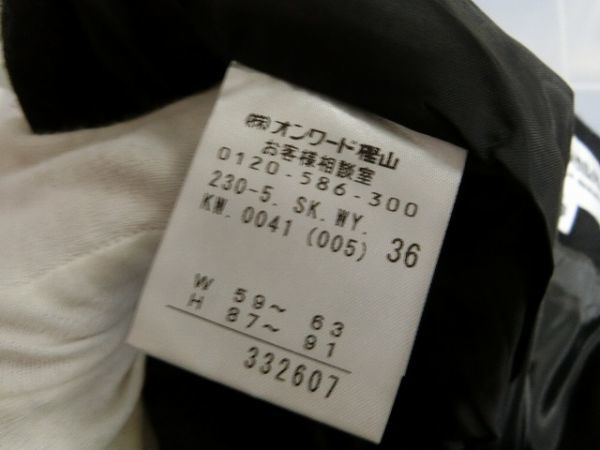 ㈱オンワード樫山
お客様相談室
0120-586-300
230-5. SK. WY.
KW. 0041 (005) 36
W 59～ 63
H 87～ 91
332607